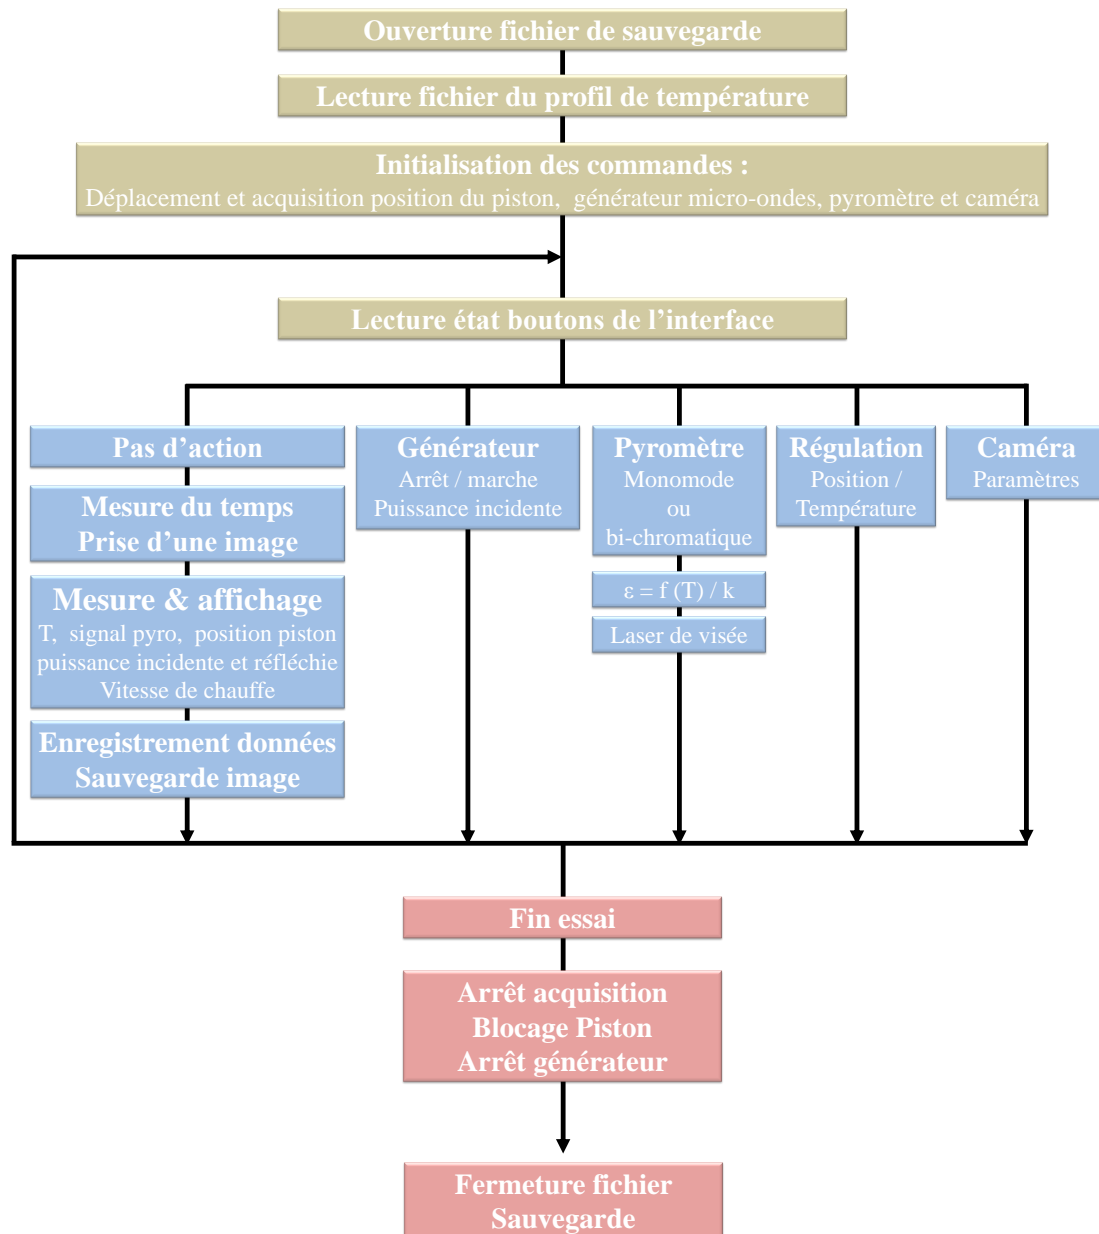 Ouverture fichier de sauvegarde
Lecture fichier du profil de température
Initialisation des commandes :
Déplacement et acquisition position du piston, générateur micro-ondes, pyromètre et caméra
Lecture état boutons de l’interface
Pas d’action
Mesure du temps
Prise d’une image
Mesure & affichage
T, signal pyro, position piston
puissance incidente et réfléchie
Vitesse de chauffe
Enregistrement données
Sauvegarde image
Générateur
Arrêt / marche
Puissance incidente
Pyromètre
Monomode
ou
bi-chromatique
ε = f (T) / k
Laser de visée
Régulation
Position /
Température
Caméra
Paramètres
Fin essai
Arrêt acquisition
Blocage Piston
Arrêt générateur
Fermeture fichier
Sauvegarde